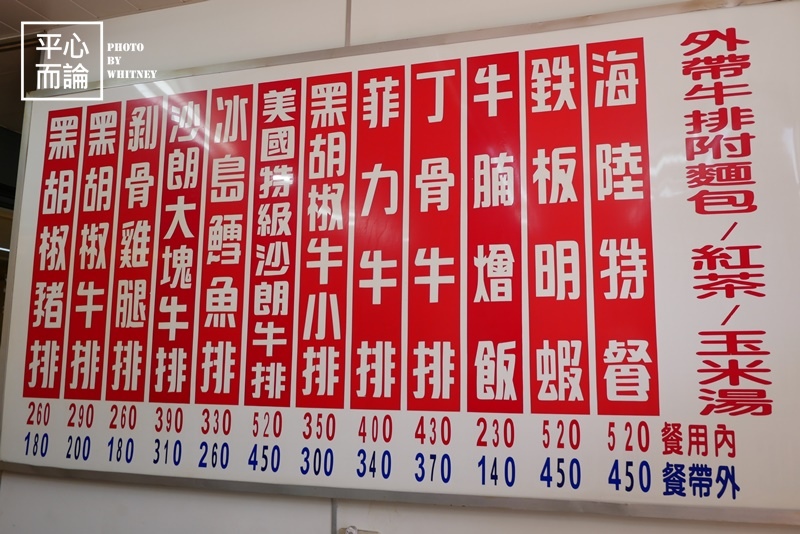 平心
而論
PHOTO
BY
WHITNEY
外帶牛排附麵包/紅茶/玉米湯
海陸特餐
鉄板明蝦
牛腩燴飯
丁骨牛排
菲力牛排
黑胡椒牛小排
美國特級沙朗牛排
冰島鱈魚排
沙朗大塊牛排
剝骨雞腿排
黑胡椒牛排
黑胡椒豬排
260 290 260 390 330 520 350 400 430 230 520 520 餐用內
180 200 180 310 260 450 300 340 370 140 450 450 餐帶外